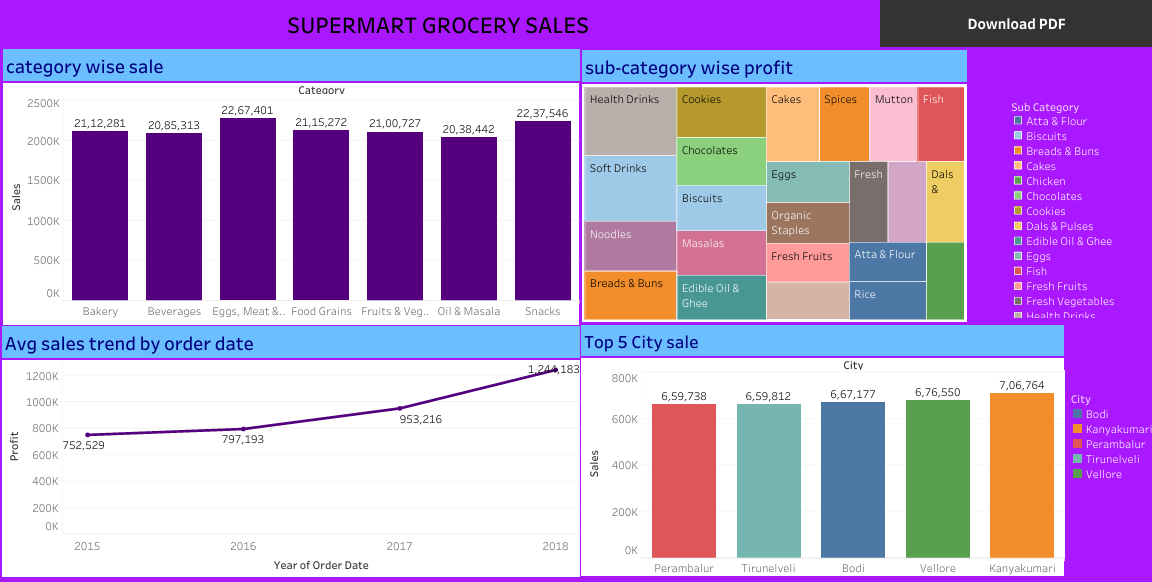 SUPERMART GROCERY SALES
Download PDF
category wise sale
Category
2500K
2000K
1500K
1000K
500K
0K
Sales
21,12,281
20,85,313
22,67,401
21,15,272
21,00,727
20,38,442
22,37,546
Bakery
Beverages
Eggs, Meat &..
Food Grains
Fruits & Veg..
Oil & Masala
Snacks
sub-category wise profit
Health Drinks
Soft Drinks
Noodles
Breads & Buns
Cookies
Chocolates
Biscuits
Masalas
Edible Oil &
Ghee
Cakes
Spices
Mutton
Fish
Eggs
Organic
Staples
Fresh Fruits
Fresh
Dals
&
Atta & Flour
Rice
Sub Category
Atta & Flour
Biscuits
Breads & Buns
Cakes
Chicken
Chocolates
Cookies
Dals & Pulses
Edible Oil & Ghee
Eggs
Fish
Fresh Fruits
Fresh Vegetables
Health Drinks
Avg sales trend by order date
1200K
1000K
800K
600K
400K
200K
0K
Profit
752,529
797,193
953,216
1,244,183
2015
2016
2017
2018
Year of Order Date
Top 5 City sale
City
800K
600K
400K
200K
0K
Sales
6,59,738
6,59,812
6,67,177
6,76,550
7,06,764
Perambalur
Tirunelveli
Bodi
Vellore
Kanyakumari
City
Bodi
Kanyakumari
Perambalur
Tirunelveli
Vellore